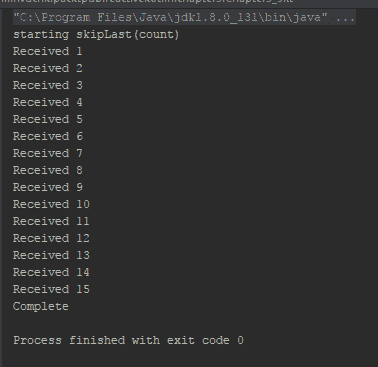 "C:\Program Files\Java\jdk1.8.0_131\bin\java" ...
starting skipLast(count)
Received 1
Received 2
Received 3
Received 4
Received 5
Received 6
Received 7
Received 8
Received 9
Received 10
Received 11
Received 12
Received 13
Received 14
Received 15
Complete
Process finished with exit code 0